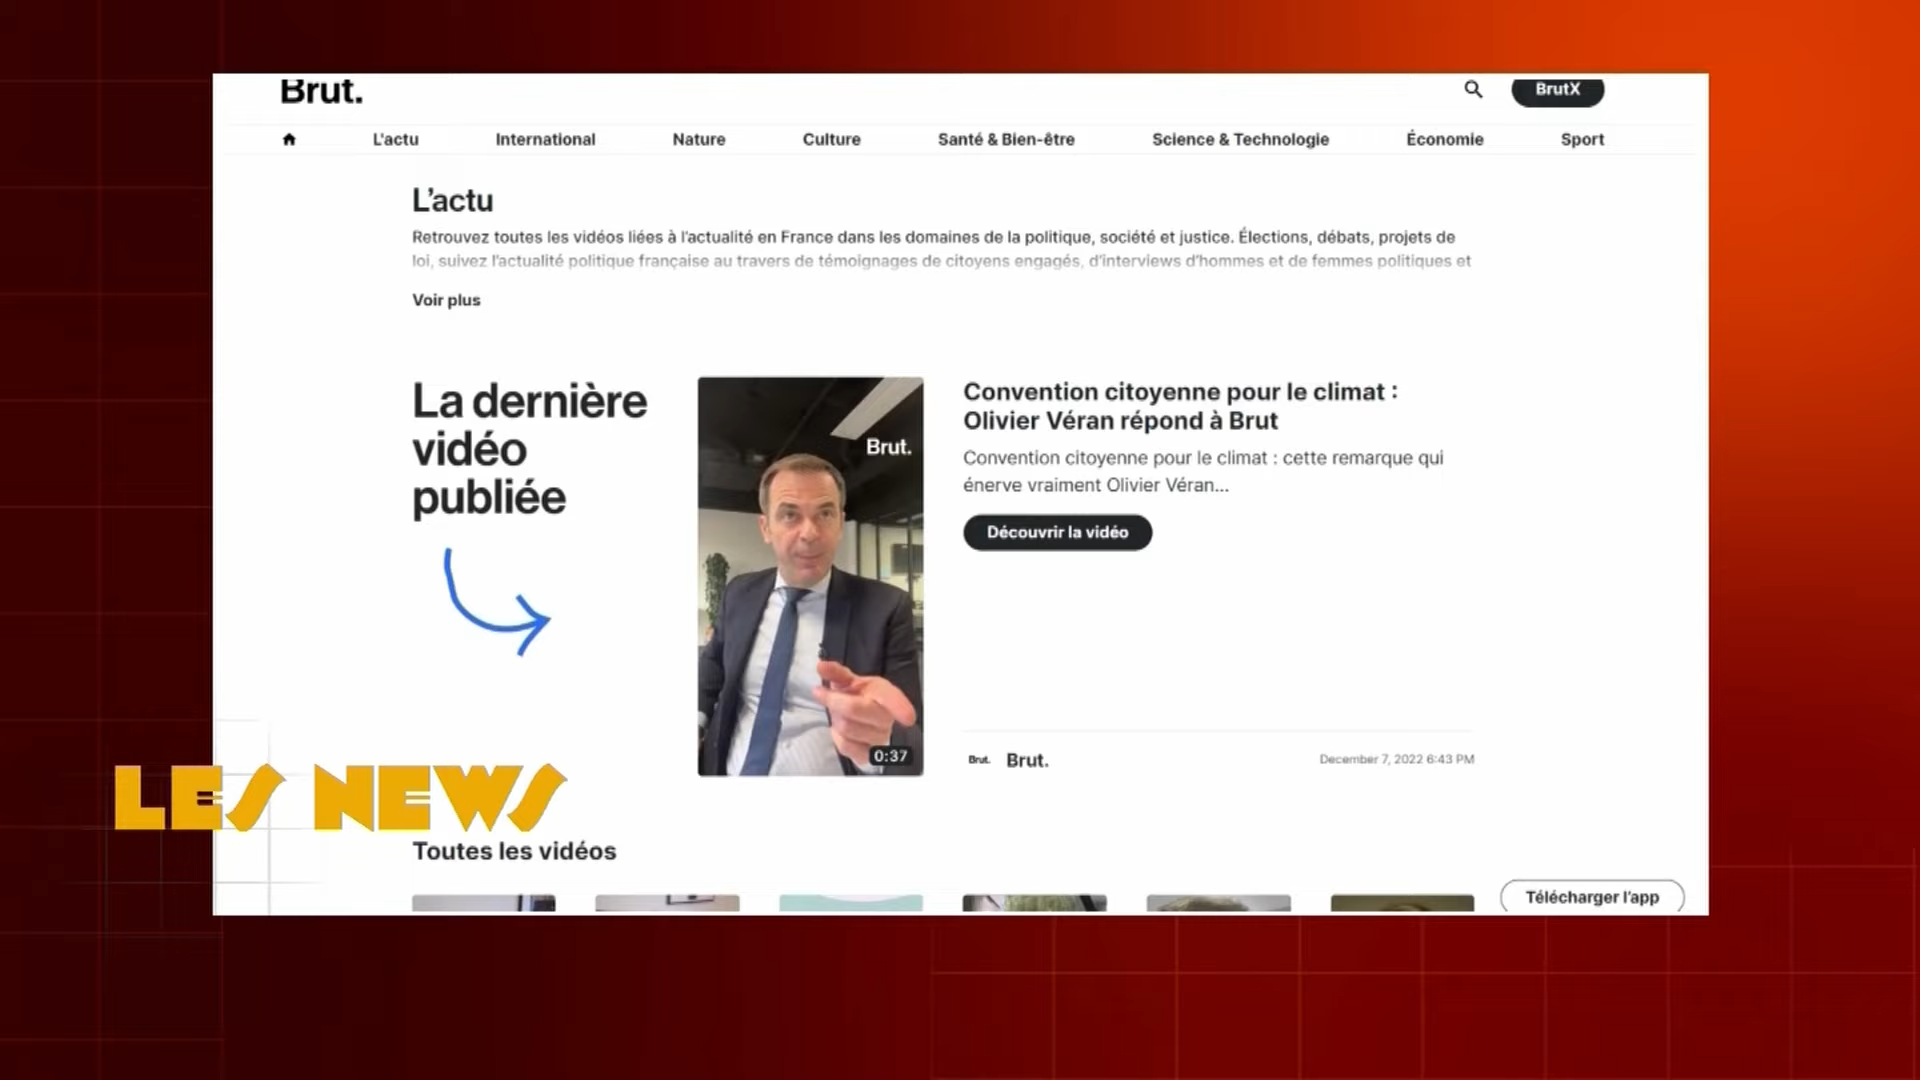 Brut.
BrutX
L'actu
International
Nature
Culture
Santé & Bien-être
Science & Technologie
Économie
Sport
L’actu
Retrouvez toutes les vidéos liées à l’actualité en France dans les domaines de la politique, société et justice. Élections, débats, projets de
loi, suivez l’actualité politique française au travers de témoignages de citoyens engagés, d’interviews d’hommes et de femmes politiques et
Voir plus
La dernière
vidéo
publiée
Brut.
0:37
Convention citoyenne pour le climat :
Olivier Véran répond à Brut
Convention citoyenne pour le climat : cette remarque qui
énerve vraiment Olivier Véran...
Découvrir la vidéo
Brut.
Brut.
December 7, 2022 6:43 PM
LES NEWS
Toutes les vidéos
Télécharger l’app